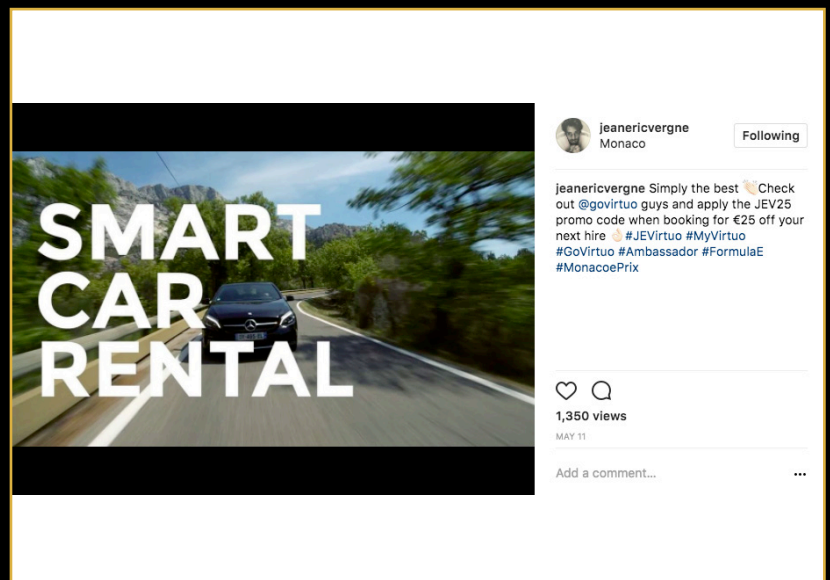 SMART
CAR
RENTAL
jeanericvergne
Monaco
Following
jeanericvergne Simply the best 👏🏻Check
out @govirtuo guys and apply the JEV25
promo code when booking for €25 off your
next hire 👌🏻#JEVirtuo #MyVirtuo
#GoVirtuo #Ambassador #FormulaE
#MonacoePrix
1,350 views
MAY 11
Add a comment...